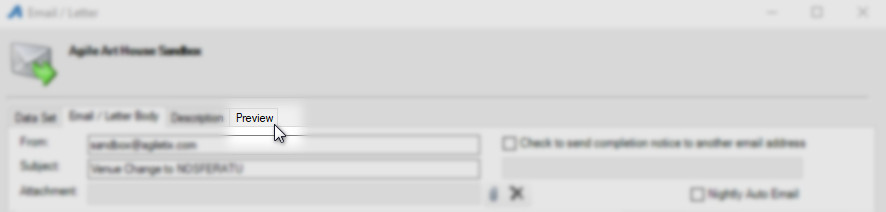 Email / Letter
Agile Art House Sandbox
Data Set Email / Letter Body Description Preview
From: sandbox@agiletix.com Check to send completion notice to another email address
Subject: Venue Change to NOSFERATU
Attachment: Nightly Auto Email